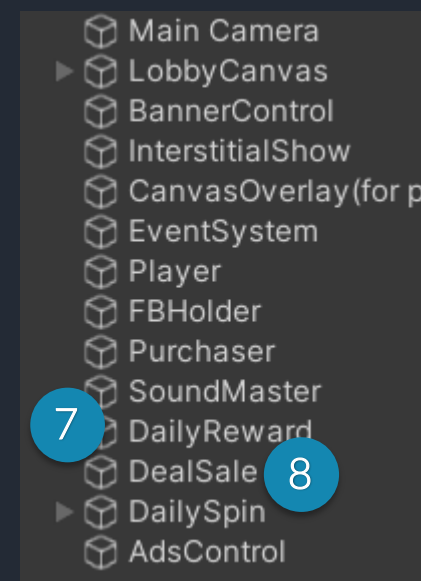 Main Camera
LobbyCanvas
BannerControl
InterstitialShow
CanvasOverlay(for p
EventSystem
Player
FBHolder
Purchaser
SoundMaster
7 DailyReward
DealSale 8
DailySpin
AdsControl